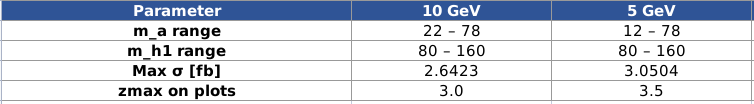 Parameter 10 GeV 5 GeV
m_a range 22 – 78 12 – 78
m_h1 range 80 – 160 80 – 160
Max σ [fb] 2.6423 3.0504
zmax on plots 3.0 3.5